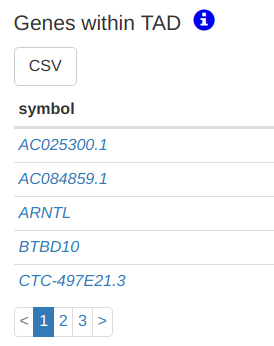 Genes within TAD i
CSV
symbol
AC025300.1
AC084859.1
ARNTL
BTBD10
CTC-497E21.3
< 1 2 3 >